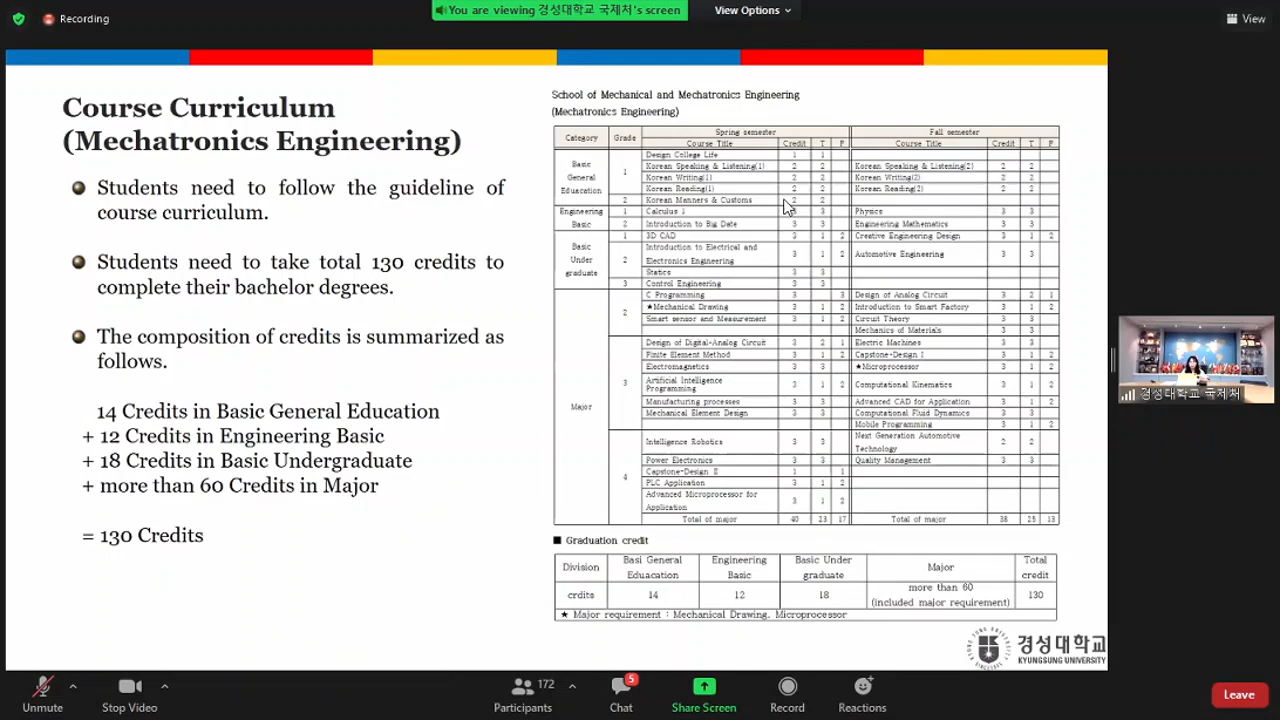 Recording
You are viewing 경성대학교 국제처's screen
View Options
View
Course Curriculum
(Mechatronics Engineering)
Students need to follow the guideline of
course curriculum.
Students need to take total 130 credits to
complete their bachelor degrees.
The composition of credits is summarized as
follows.
14 Credits in Basic General Education
+ 12 Credits in Engineering Basic
+ 18 Credits in Basic Undergraduate
+ more than 60 Credits in Major
= 130 Credits
School of Mechanical and Mechatronics Engineering
(Mechatronics Engineering)
Category Grade Spring semester Fall semester
Course Title Credit T P Course Title Credit T P
Basic General Eduacation
1 Design College Life 1 1
Korean Speaking & Listening(1) 2 2 Korean Speaking & Listening(2) 2 2
Korean Writing(1) 2 2 Korean Writing(2) 2 2
Korean Reading(1) 2 2 Korean Reading(2) 2 2
2 Korean Manners & Customs 2 2
Engineering Basic
1 Calculus I 3 Physics 3 3
2 Introduction to Big Date 3 3 Engineering Mathematics 3 3
Basic Under graduate
1 3D CAD 3 1 2 Creative Engineering Design 3 1 2
2 Introduction to Electrical and Electronics Engineering 3 1 2 Automotive Engineering 3 3
Statics 3 3
3 Control Engineering 3 3
Major
2 C Programming 3 3 Design of Analog Circuit 3 2 1
★Mechanical Drawing 3 1 2 Introduction to Smart Factory 3 1 2
Smart sensor and Measurement 3 1 2 Circuit Theory 3 3
Mechanics of Materials 3 3
3 Design of Digital-Analog Circuit 3 2 1 Electric Machines 3 3
Finite Element Method 3 1 2 Capstone-Design I 3 1 2
Electromagnetics 3 3 ★Microprocessor 3 1 2
Artificial Intelligence Programming 3 1 2 Computational Kinematics 3 1 2
Manufacturing processes 3 3 Advanced CAD for Application 3 1 2
Mechanical Element Design 3 3 Computational Fluid Dynamics 3 3
Mobile Programming 3 1 2
4 Intelligence Robotics 3 3 Next Generation Automotive Technology 2 2
Power Electronics 3 3 Quality Management 3 3
Capstone-Design II 1 1
PLC Application 3 1 2
Advanced Microprocessor for Application 3 1 2
Total of major 40 23 17 Total of major 38 25 13
■ Graduation credit
Division Basi General Eduacation Engineering Basic Basic Under graduate Major Total credit
crdits 14 12 18 more than 60 (included major requirement) 130
★ Major requirement : Mechanical Drawing, Microprocessor
경성대학교
KYUNGSUNG UNIVERSITY
경성대학교 국제처
Unmute
Stop Video
172
Participants
5
Chat
Share Screen
Record
Reactions
Leave